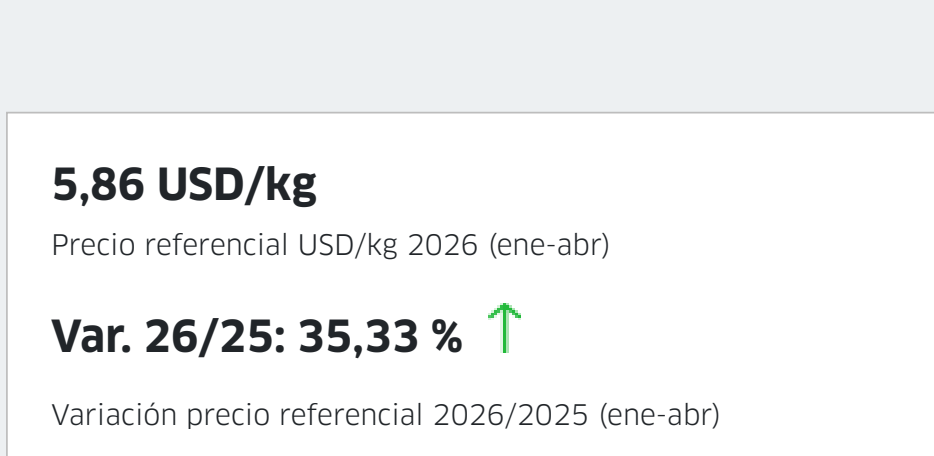 5,86 USD/kg
Precio referencial USD/kg 2026 (ene-abr)
Var. 26/25: 35,33 %
Variación precio referencial 2026/2025 (ene-abr)